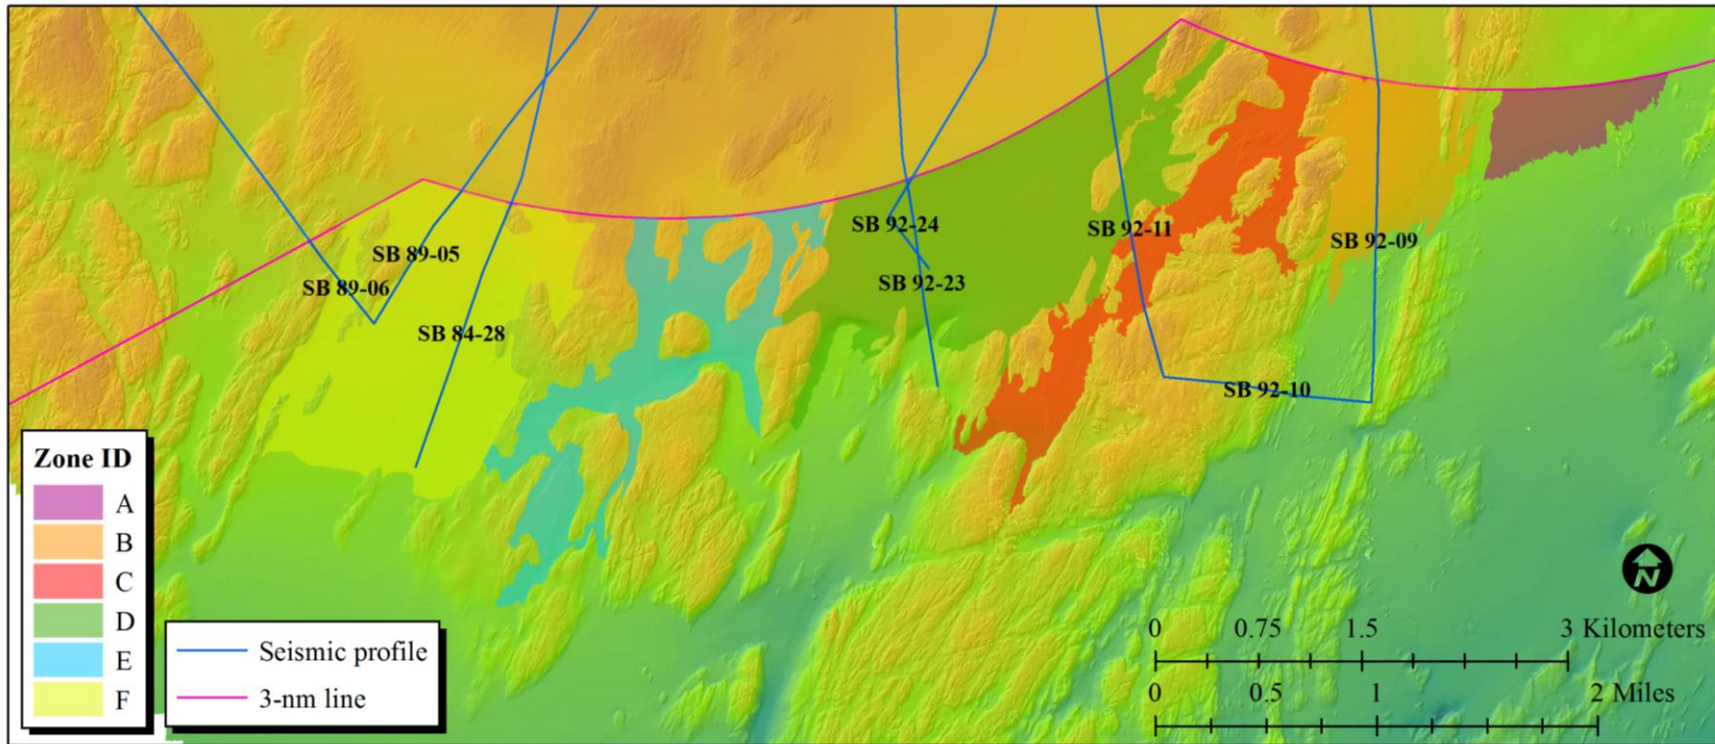 SB 92-24
SB 92-11
SB 92-09
SB 89-05
SB 89-06
SB 92-23
SB 84-28
SB 92-10
Zone ID
A
B
C
D
E
F
Seismic profile
3-nm line
N
0 0.75 1.5 3 Kilometers
0 0.5 1 2 Miles